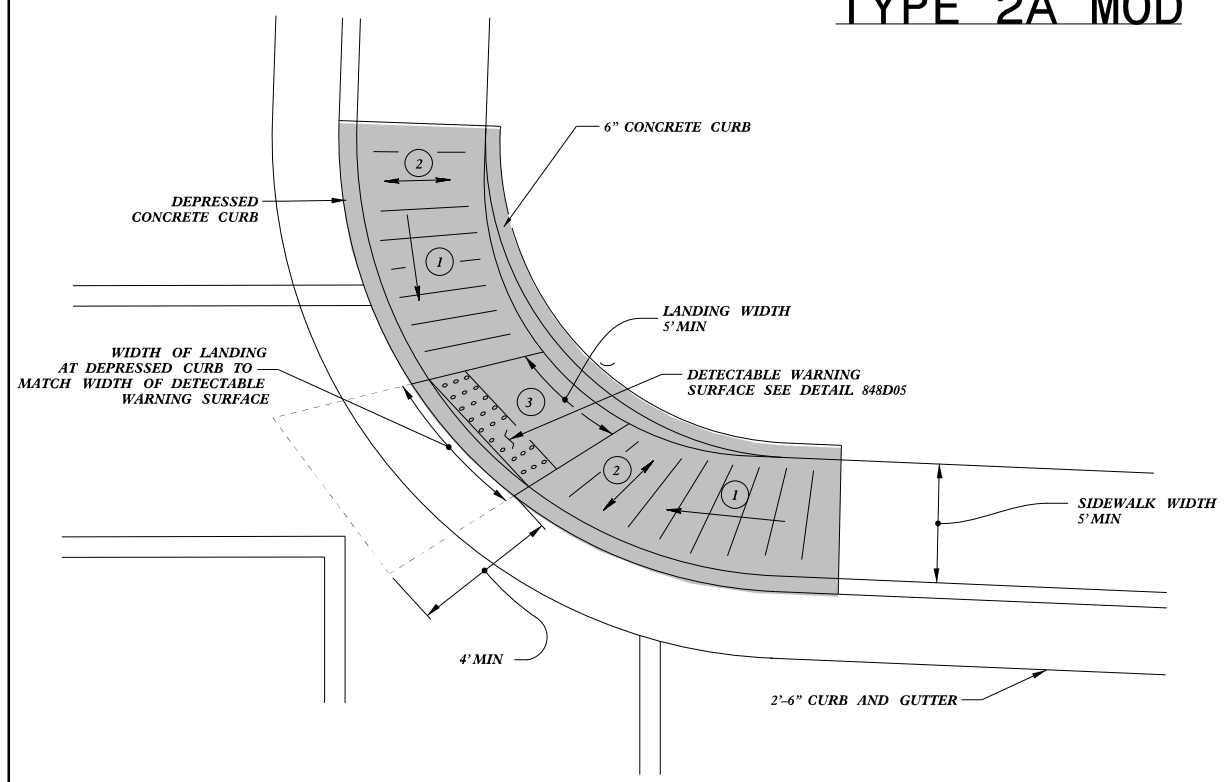 TYPE 2A MOD
6" CONCRETE CURB
2
DEPRESSED
CONCRETE CURB
1
LANDING WIDTH
5' MIN
WIDTH OF LANDING
AT DEPRESSED CURB TO
MATCH WIDTH OF DETECTABLE
WARNING SURFACE
DETECTABLE WARNING
SURFACE SEE DETAIL 848D05
3
2
1
SIDEWALK WIDTH
5' MIN
4' MIN
2'-6" CURB AND GUTTER